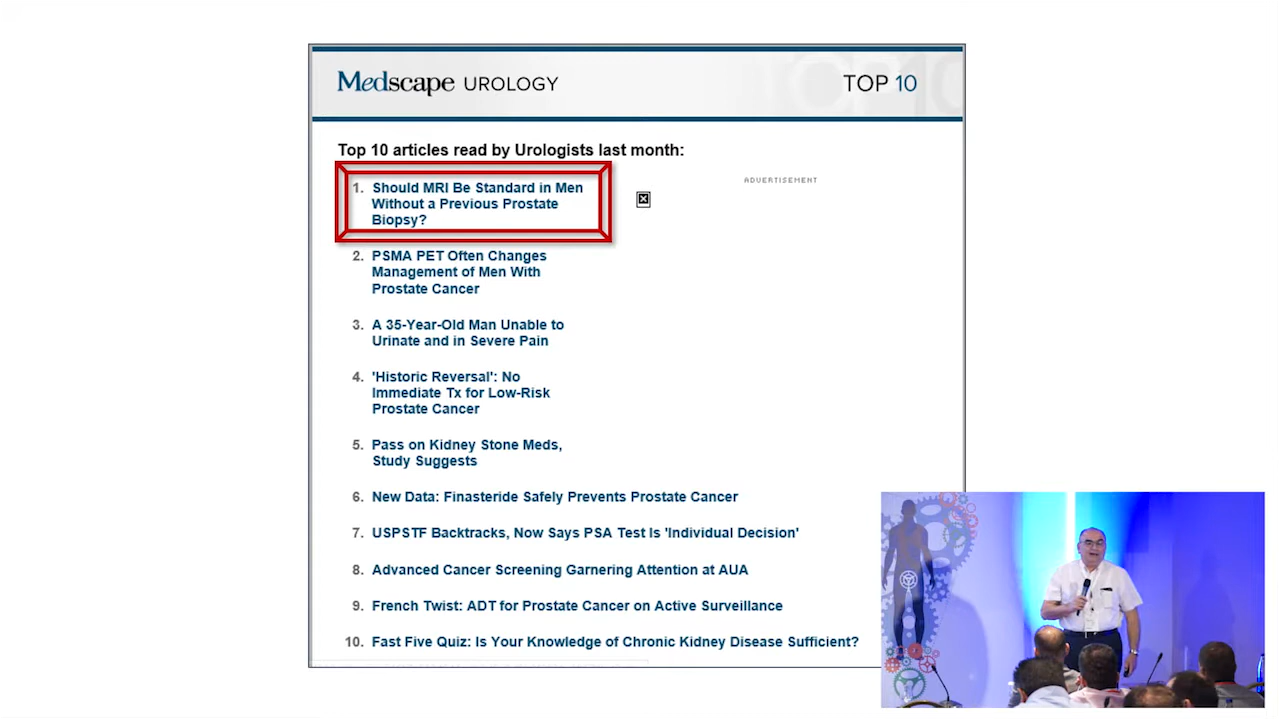 Medscape UROLOGY
TOP 10
Top 10 articles read by Urologists last month:
1. Should MRI Be Standard in Men
Without a Previous Prostate
Biopsy?
ADVERTISEMENT
2. PSMA PET Often Changes
Management of Men With
Prostate Cancer
3. A 35-Year-Old Man Unable to
Urinate and in Severe Pain
4. 'Historic Reversal': No
Immediate Tx for Low-Risk
Prostate Cancer
5. Pass on Kidney Stone Meds,
Study Suggests
6. New Data: Finasteride Safely Prevents Prostate Cancer
7. USPSTF Backtracks, Now Says PSA Test Is 'Individual Decision'
8. Advanced Cancer Screening Garnering Attention at AUA
9. French Twist: ADT for Prostate Cancer on Active Surveillance
10. Fast Five Quiz: Is Your Knowledge of Chronic Kidney Disease Sufficient?